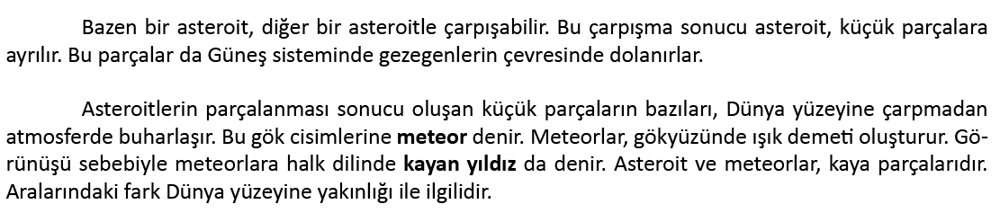 Bazen bir asteroit, diğer bir asteroitle çarpışabilir. Bu çarpışma sonucu asteroit, küçük parçalara
ayrılır. Bu parçalar da Güneş sisteminde gezegenlerin çevresinde dolanırlar.
Asteroitlerin parçalanması sonucu oluşan küçük parçaların bazıları, Dünya yüzeyine çarpmadan
atmosferde buharlaşır. Bu gök cisimlerine meteor denir. Meteorlar, gökyüzünde ışık demeti oluşturur. Gö-
rünüşü sebebiyle meteorlara halk dilinde kayan yıldız da denir. Asteroit ve meteorlar, kaya parçalarıdır.
Aralarındaki fark Dünya yüzeyine yakınlığı ile ilgilidir.